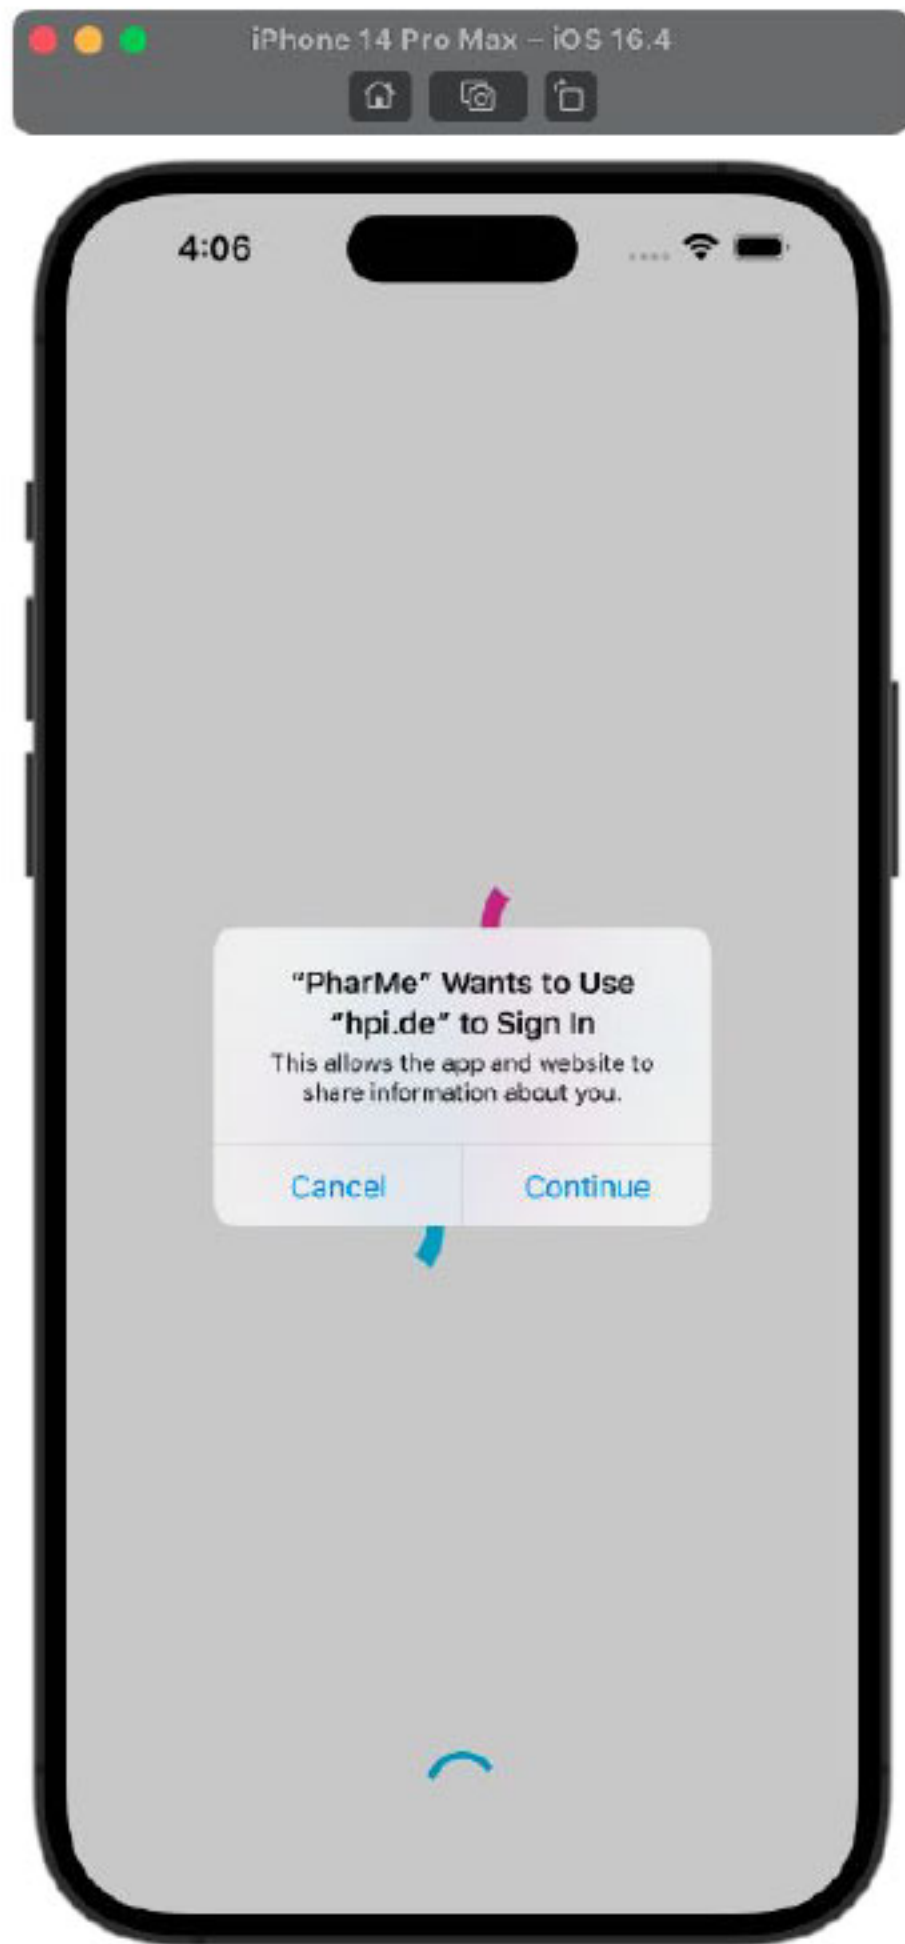 iPhone 14 Pro Max – iOS 16.4
4:06
“PharMe” Wants to Use
“hpi.de” to Sign In
This allows the app and website to
share information about you.
Cancel
Continue